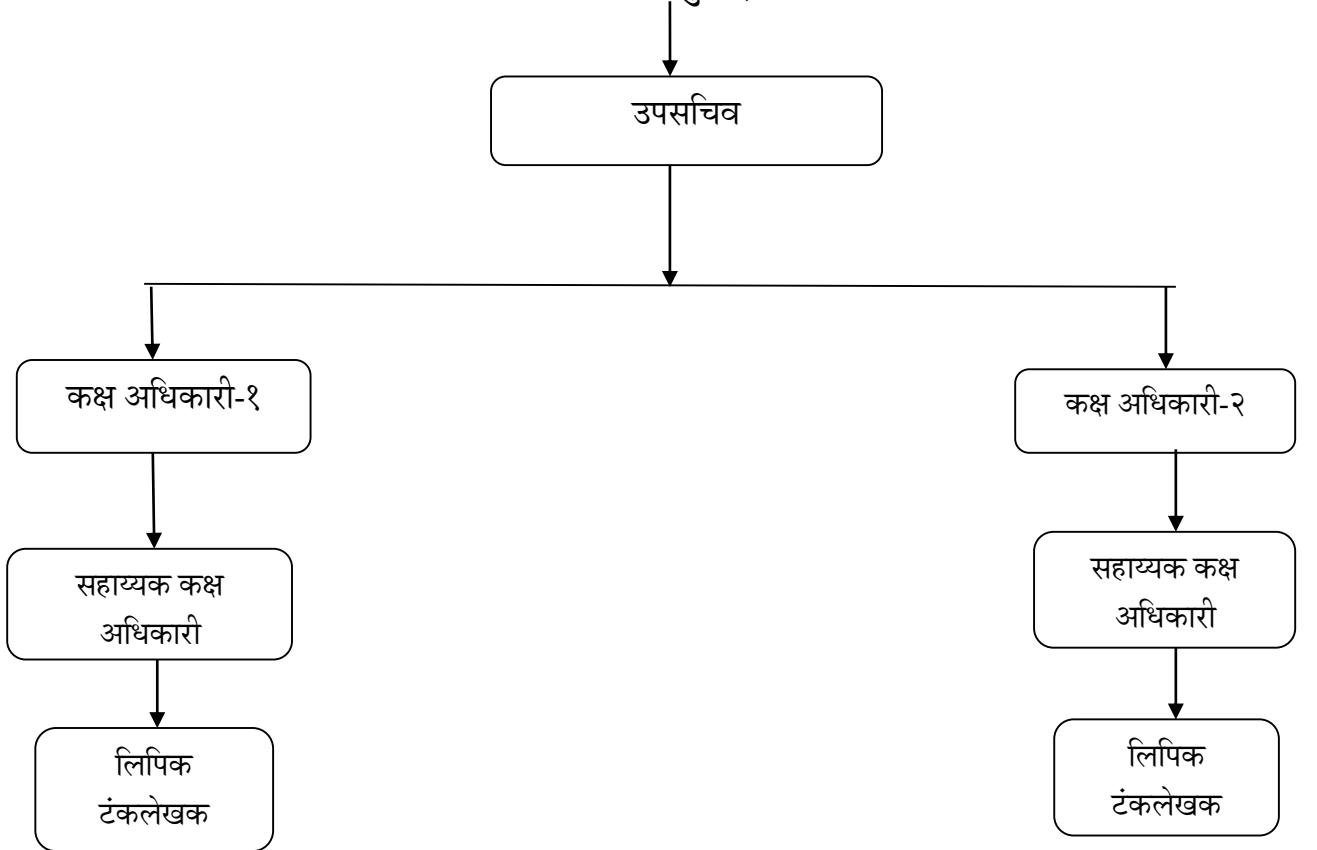 उपसचिव
कक्ष अधिकारी-१
कक्ष अधिकारी-२
सहाय्यक कक्ष
अधिकारी
सहाय्यक कक्ष
अधिकारी
लिपिक
टंकलेखक
लिपिक
टंकलेखक